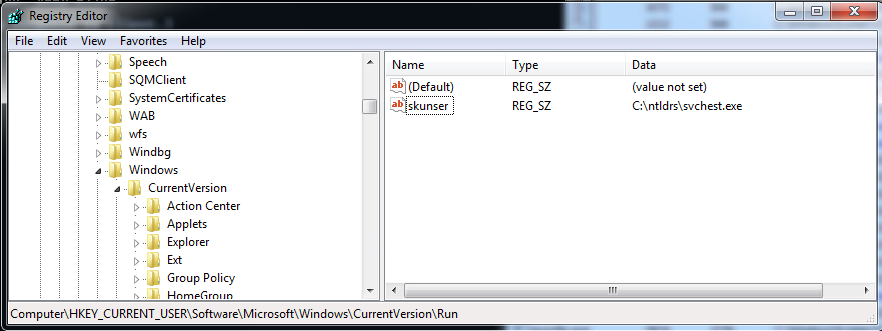 Registry Editor
File Edit View Favorites Help
Speech
SQMClient
SystemCertificates
WAB
wfs
Windbg
Windows
CurrentVersion
Action Center
Applets
Explorer
Ext
Group Policy
HomeGroup
Name Type Data
ab (Default) REG_SZ (value not set)
ab skunser REG_SZ C:\ntldrs\svchest.exe
Computer\HKEY_CURRENT_USER\Software\Microsoft\Windows\CurrentVersion\Run